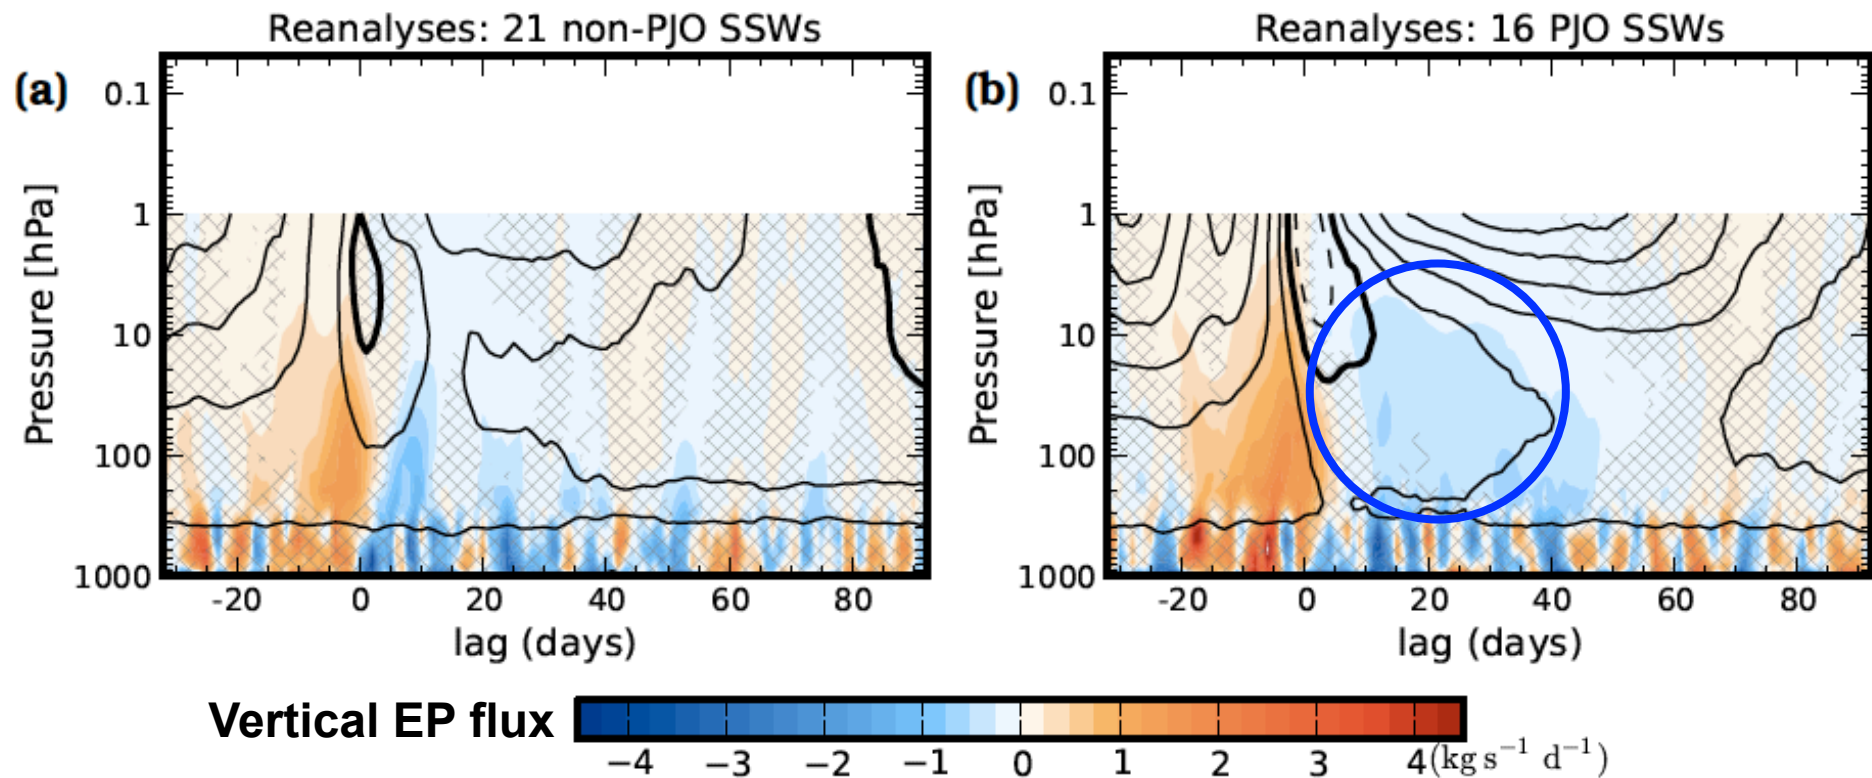 Reanalyses: 21 non-PJO SSWs
Reanalyses: 16 PJO SSWs
(a)
Pressure [hPa]
0.1
1
10
100
1000
-20 0 20 40 60 80
lag (days)
(b)
Pressure [hPa]
0.1
1
10
100
1000
-20 0 20 40 60 80
lag (days)
Vertical EP flux
−4 −3 −2 −1 0 1 2 3 4 (kg s⁻¹ d⁻¹)